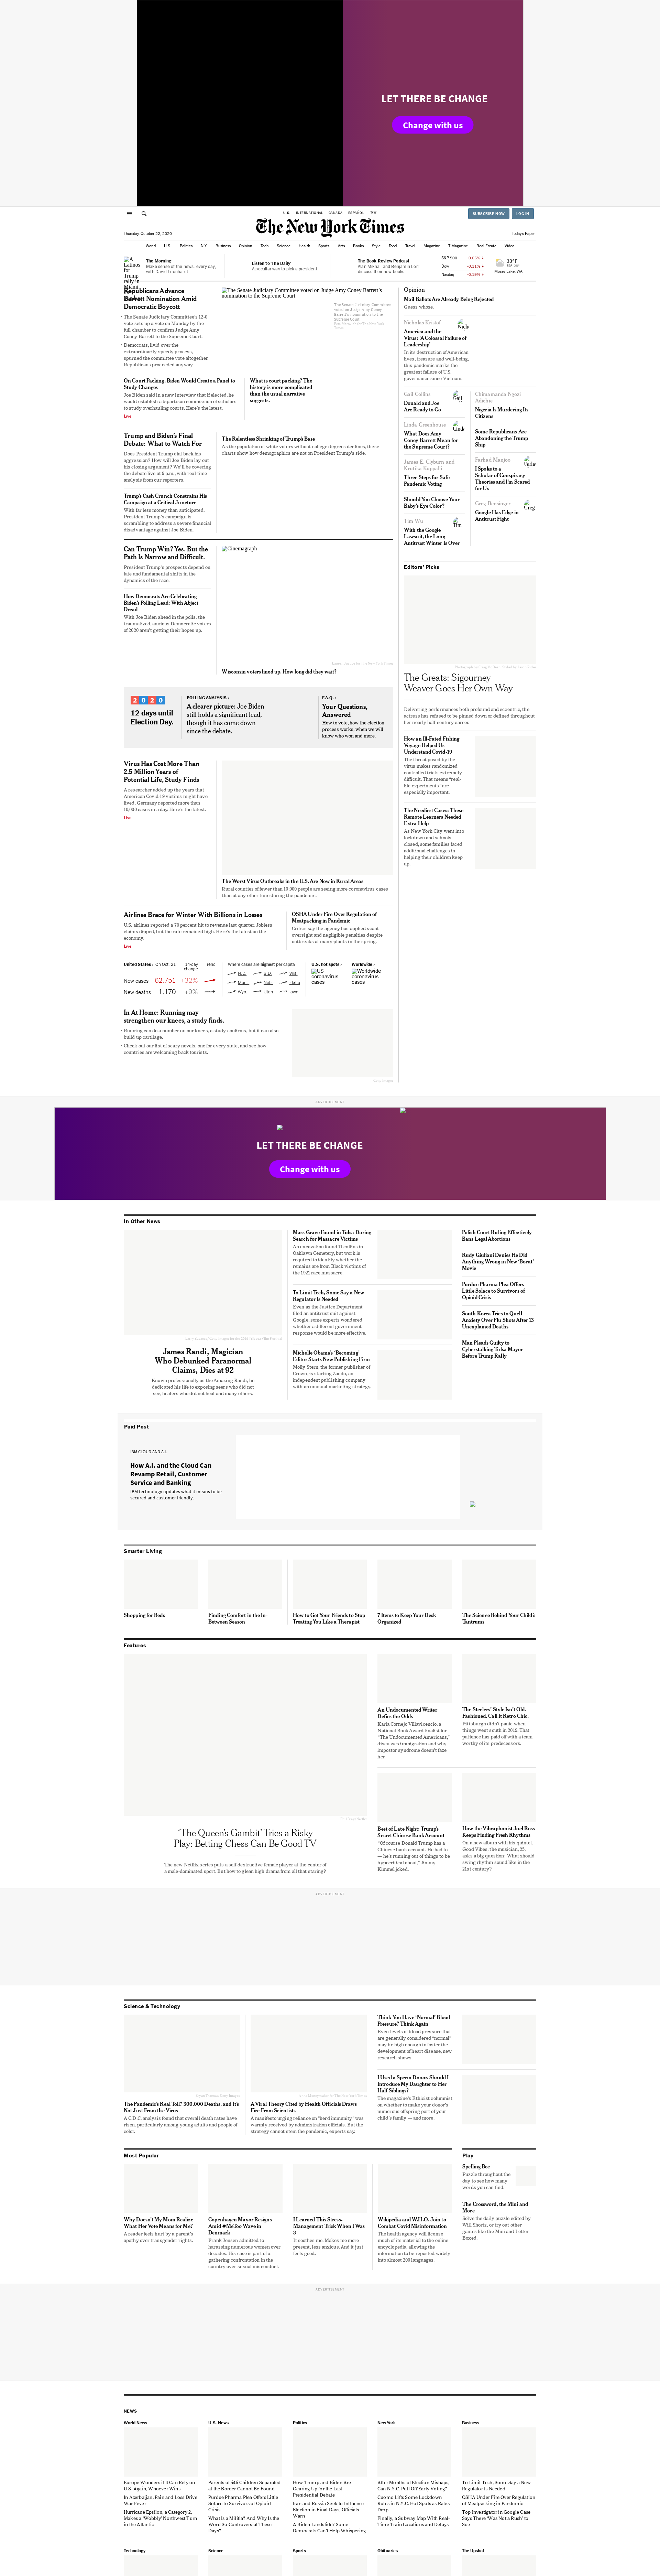 LET THERE BE CHANGE
Change with us
U.S.
INTERNATIONAL
CANADA
ESPAÑOL
中文
SUBSCRIBE NOW
LOG IN
The New York Times
Thursday, October 22, 2020
Today's Paper
World
U.S.
Politics
N.Y.
Business
Opinion
Tech
Science
Health
Sports
Arts
Books
Style
Food
Travel
Magazine
T Magazine
Real Estate
Video
The Morning
Make sense of the news, every day, with David Leonhardt.
Listen to 'The Daily'
A potential way to pick a president.
The Book Review Podcast
Republicans Advance
Barrett Nomination Amid
Democratic Boycott
The Senate Judiciary Committee's 12-0
vote sets up a vote on Monday by the
full chamber to confirm Judge Amy
Coney Barrett to the Supreme Court.
Democrats, livid over the
extraordinarily speedy process,
spurned the committee vote altogether.
Republicans proceeded anyway.
The Senate Judiciary Committee voted on Judge Amy Coney Barrett's
nomination to the Supreme Court.
On Court Packing, Biden Would Create a Panel to
Study Changes
Joe Biden said in a new interview that if elected, he
would establish a bipartisan commission of scholars
to study overhauling courts. Here's the latest.
Live
What is court packing? The
history is more complicated
than the usual narrative
suggests.
Trump and Biden's Final
Debate: What to Watch For
Does President Trump dial back his
aggression? How will Joe Biden lay out
his closing argument? We'll be covering
the debate live at 9 p.m., with real-time
analysis from our reporters.
Trump's Cash Crunch Constrains His
Campaign at a Critical Juncture
With far less money than anticipated,
President Trump's campaign is
scrambling to address a severe financial
disadvantage against Joe Biden.
The Relentless Shrinking of Trump's Base
As the population of white voters without college degrees declines, these
charts show how demographics are not on President Trump's side.
Can Trump Win? Yes. But the
Path Is Narrow and Difficult.
President Trump's prospects depend on
late and fundamental shifts in the
dynamics of the race.
How Democrats Are Celebrating
Biden's Polling Lead: With Abject
Dread
With Joe Biden ahead in the polls, the
traumatized, anxious Democratic voters
of 2020 aren't getting their hopes up.
Cinemagraph
Wisconsin voters lined up. How long did they wait?
2020
12 days until
Election Day.
POLLING ANALYSIS ›
A clearer picture: Joe Biden
still holds a significant lead,
though it has come down
since the debate.
F.A.Q. ›
Your Questions,
Answered
How to vote, how the election
process works, when we will
know who won and more.
Virus Has Cost More Than
2.5 Million Years of
Potential Life, Study Finds
A researcher added up the years that
American Covid-19 victims might have
lived. Germany reported more than
10,000 cases in a day. Here's the latest.
Live
The Worst Virus Outbreaks in the U.S. Are Now in Rural Areas
Rural counties of fewer than 10,000 people are seeing more coronavirus cases
than at any other time during the pandemic.
Airlines Brace for Winter With Billions in Losses
U.S. airlines reported a 70 percent hit to revenue last quarter. Jobless
claims dipped, but the rate remained high. Here's the latest on the
economy.
Live
OSHA Under Fire Over Regulation of
Meatpacking in Pandemic
Critics say the agency has applied scant
oversight and negligible penalties despite
outbreaks at many plants in the spring.
United States › On Oct. 21
14-day change
Trend
New cases 62,751 +32%
New deaths 1,170 +9%
Where cases are highest per capita
N.D.
S.D.
Wis.
Mont.
Neb.
Idaho
Wyo.
Utah
Iowa
U.S. hot spots ›
US coronavirus cases
Worldwide ›
Worldwide coronavirus cases
In At Home: Running may
strengthen our knees, a study finds.
Running can do a number on our knees, a study confirms, but it can also
build up cartilage.
Check out our list of scary novels, one for every state, and see how
countries are welcoming back tourists.
Opinion
Mail Ballots Are Already Being Rejected
Guess whose.
Nicholas Kristof
America and the
Virus: 'A Colossal Failure of
Leadership'
In its destruction of American
lives, treasure and well-being,
this pandemic marks the
greatest failure of U.S.
governance since Vietnam.
Gail Collins
Donald and Joe
Are Ready to Go
Linda Greenhouse
What Does Amy
Coney Barrett Mean for
the Supreme Court?
James E. Clyburn and
Kristika Kappalli
Three Steps for Safe
Pandemic Voting
Should You Choose Your
Baby's Eye Color?
Tim Wu
With the Google
Lawsuit, the Long
Antitrust Winter Is Over
Chimamanda Ngozi
Adichie
Nigeria Is Murdering Its
Citizens
Some Republicans Are
Abandoning the Trump
Ship
Farhad Manjoo
I Spoke to a
Scholar of Conspiracy
Theories and I'm Scared
for Us
Greg Bensinger
Google Has Edge in
Antitrust Fight
Editors' Picks
The Greats: Sigourney
Weaver Goes Her Own Way
Delivering performances both profound and eccentric, the
actress has refused to be pinned down or defined throughout
her nearly half-century career.
How an Ill-Fated Fishing
Voyage Helped Us
Understand Covid-19
The threat posed by the
virus makes randomized
controlled trials extremely
difficult. That means "real-
life experiments" are
especially important.
The Neediest Cases: These
Remote Learners Needed
Extra Help
As New York City went into
lockdown and schools
closed, some families faced
additional challenges in
helping their children keep
up.
ADVERTISEMENT
LET THERE BE CHANGE
Change with us
In Other News
James Randi, Magician
Who Debunked Paranormal
Claims, Dies at 92
Known professionally as the Amazing Randi, he
dedicated his life to exposing seers who did not
see, healers who did not heal and many others.
Mass Grave Found in Tulsa During
Search for Massacre Victims
An excavation found 11 coffins in
Oaklawn Cemetery, but work is
required to identify whether the
remains are from Black victims of
the 1921 race massacre.
To Limit Tech, Some Say a New
Regulator Is Needed
Even as the Justice Department
filed an antitrust suit against
Google, some experts wondered
whether a different government
response would be more effective.
Michelle Obama's 'Becoming'
Editor Starts New Publishing Firm
Molly Stern, the former publisher of
Crown, is starting Zando, an
independent publishing company
with an unusual marketing strategy.
Polish Court Ruling Effectively
Bans Legal Abortions
Rudy Giuliani Denies He Did
Anything Wrong in New 'Borat'
Movie
Purdue Pharma Plea Offers
Little Solace to Survivors of
Opioid Crisis
South Korea Tries to Quell
Anxiety Over Flu Shots After 13
Unexplained Deaths
Man Pleads Guilty to
Cyberstalking Tulsa Mayor
Before Trump Rally
Paid Post
IBM CLOUD AND A.I.
How A.I. and the Cloud Can
Revamp Retail, Customer
Service and Banking
IBM technology updates what it means to be
secured and customer friendly.
Smarter Living
Shopping for Beds
Finding Comfort in the In-
Between Season
How to Get Your Friends to Stop
Treating You Like a Therapist
7 Items to Keep Your Desk
Organized
The Science Behind Your Child's
Tantrums
Features
'The Queen's Gambit' Tries a Risky
Play: Betting Chess Can Be Good TV
The new Netflix series puts a self-destructive female player at the center of
a male-dominated sport. But how to glean high drama from all that staring?
An Undocumented Writer
Defies the Odds
Karla Cornejo Villavicencio, a
National Book Award finalist for
"The Undocumented Americans,"
discusses immigration and why
impostor syndrome doesn't faze
her.
The Steelers' Style Isn't Old-
Fashioned. Call It Retro Chic.
Pittsburgh didn't panic when
things went south in 2019. That
patience has paid off with a team
worthy of its predecessors.
Best of Late Night: Trump's
Secret Chinese Bank Account
"Of course Donald Trump has a
Chinese bank account. He had to
— he's running out of things to be
hypocritical about," Jimmy
Kimmel joked.
How the Vibraphonist Joel Ross
Keeps Finding Fresh Rhythms
On a new album with his quintet,
Good Vibes, the musician, 25,
asks a big question: What should
swing rhythm sound like in the
21st century?
ADVERTISEMENT
Science & Technology
The Pandemic's Real Toll? 300,000 Deaths, and It's
Not Just From the Virus
A C.D.C. analysis found that overall death rates have
risen, particularly among young adults and people of
color.
A Viral Theory Cited by Health Officials Draws
Fire From Scientists
A manifesto urging reliance on "herd immunity" was
warmly received by administration officials. But the
strategy cannot stem the pandemic, experts say.
Think You Have 'Normal' Blood
Pressure? Think Again
Even levels of blood pressure that
are generally considered "normal"
may be high enough to foster the
development of heart disease, new
research shows.
I Used a Sperm Donor. Should I
Introduce My Daughter to Her
Half Siblings?
The magazine's Ethicist columnist
on whether to make your donor's
numerous offspring part of your
child's family — and more.
Most Popular
Why Doesn't My Mom Realize
What Her Vote Means for Me?
A reader feels hurt by a parent's
apathy over transgender rights.
Copenhagen Mayor Resigns
Amid #MeToo Wave in
Denmark
Frank Jensen admitted to
harassing numerous women over
decades. His case is part of a
gathering confrontation in the
country over sexual misconduct.
I Learned This Stress-
Management Trick When I Was
3
It soothes me. Makes me more
present, less anxious. And it just
feels good.
Wikipedia and W.H.O. Join to
Combat Covid Misinformation
The health agency will license
much of its material to the online
encyclopedia, allowing the
information to be reposted widely
into almost 200 languages.
Play
Spelling Bee
Puzzle throughout the
day to see how many
words you can find.
The Crossword, the Mini and
More
Solve the daily puzzle edited by
Will Shortz, or try out other
games like the Mini and Letter
Boxed.
ADVERTISEMENT
NEWS
World News
Europe Wonders if It Can Rely on
U.S. Again, Whoever Wins
In Azerbaijan, Pain and Loss Drive
War Fever
Hurricane Epsilon, a Category 2,
Makes a 'Wobbly' Northwest Turn
in the Atlantic
U.S. News
Parents of 545 Children Separated
at the Border Cannot Be Found
Purdue Pharma Plea Offers Little
Solace to Survivors of Opioid
Crisis
What Is a Militia? And Why Is the
Word So Controversial These
Days?
Politics
How Trump and Biden Are
Gearing Up for the Last
Presidential Debate
Iran and Russia Seek to Influence
Election in Final Days, Officials
Warn
A Biden Landslide? Some
Democrats Can't Help Whispering
New York
After Months of Election Mishaps,
Can N.Y.C. Pull Off Early Voting?
Cuomo Lifts Some Lockdown
Rules in N.Y.C. Hot Spots as Rates
Drop
Finally, a Subway Map With Real-
Time Train Locations and Delays
Business
To Limit Tech, Some Say a New
Regulator Is Needed
OSHA Under Fire Over Regulation
of Meatpacking in Pandemic
Top Investigator in Google Case
Says There 'Was Not a Rush' to
Sue
Technology
Science
Sports
Obituaries
The Upshot